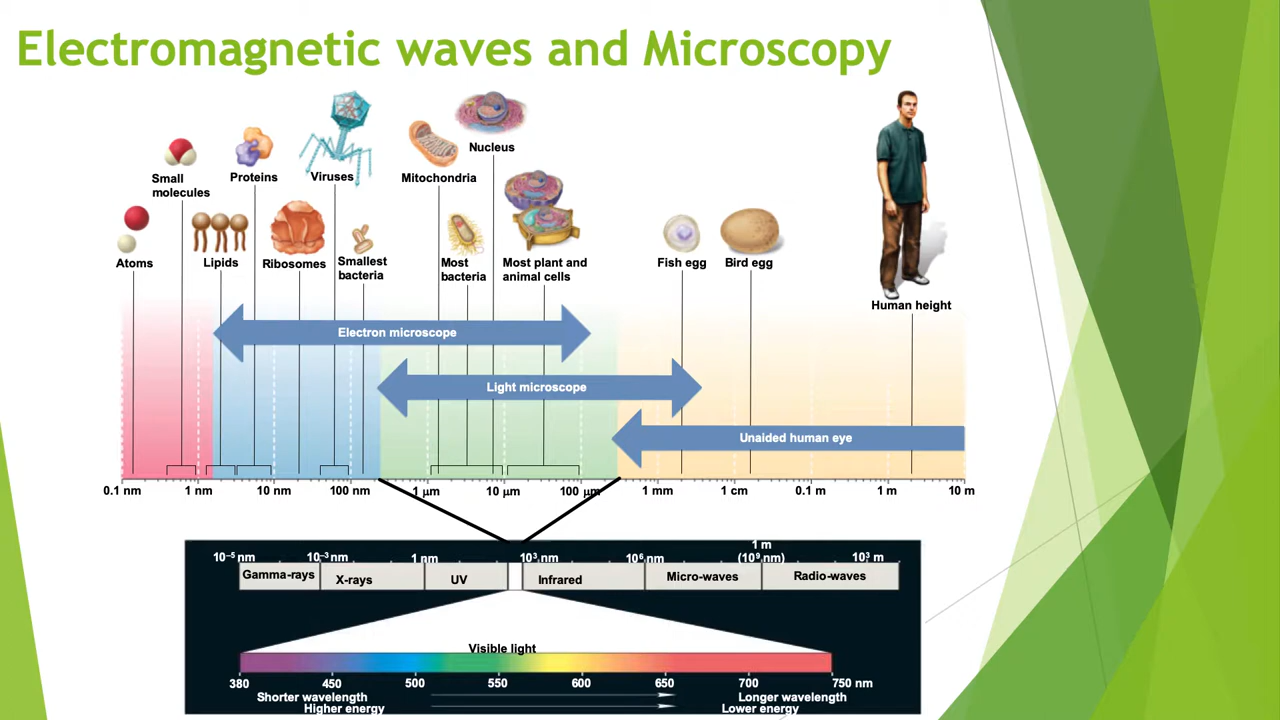 Electromagnetic waves and Microscopy
Nucleus
Small
molecules
Proteins
Viruses
Mitochondria
Atoms
Lipids
Ribosomes
Smallest
bacteria
Most
bacteria
Most plant and
animal cells
Fish egg
Bird egg
Human height
Electron microscope
Light microscope
Unaided human eye
0.1 nm
1 nm
10 nm
100 nm
1 μm
10 μm
100 μm
1 mm
1 cm
0.1 m
1 m
10 m
10⁻⁵ nm
10⁻³ nm
1 nm
10³ nm
10⁶ nm
1 m
(10⁹ nm)
10³ m
Gamma-rays
X-rays
UV
Infrared
Micro-waves
Radio-waves
Visible light
380
450
500
550
600
650
700
750 nm
Shorter wavelength
Longer wavelength
Higher energy
Lower energy